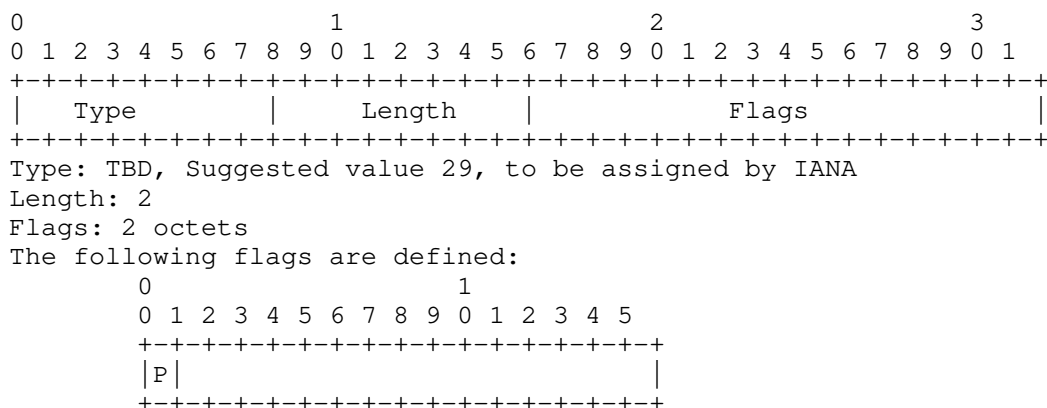 0                   1                   2                   3
0 1 2 3 4 5 6 7 8 9 0 1 2 3 4 5 6 7 8 9 0 1 2 3 4 5 6 7 8 9 0 1
+-+-+-+-+-+-+-+-+-+-+-+-+-+-+-+-+-+-+-+-+-+-+-+-+-+-+-+-+-+-+-+-+
|   Type        |     Length    |            Flags              |
+-+-+-+-+-+-+-+-+-+-+-+-+-+-+-+-+-+-+-+-+-+-+-+-+-+-+-+-+-+-+-+-+
Type: TBD, Suggested value 29, to be assigned by IANA
Length: 2
Flags: 2 octets
The following flags are defined:
        0                   1
        0 1 2 3 4 5 6 7 8 9 0 1 2 3 4 5
        +-+-+-+-+-+-+-+-+-+-+-+-+-+-+-+-+
        |P|                             |
        +-+-+-+-+-+-+-+-+-+-+-+-+-+-+-+-+